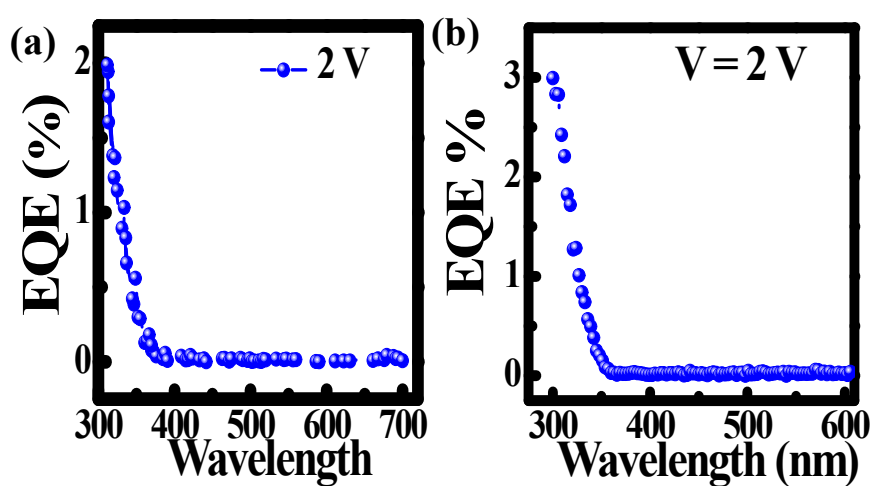 (a)
2 V
EQE (%)
2
1
0
300 400 500 600 700
Wavelength
(b)
V = 2 V
EQE %
3
2
1
0
300 400 500 600
Wavelength (nm)